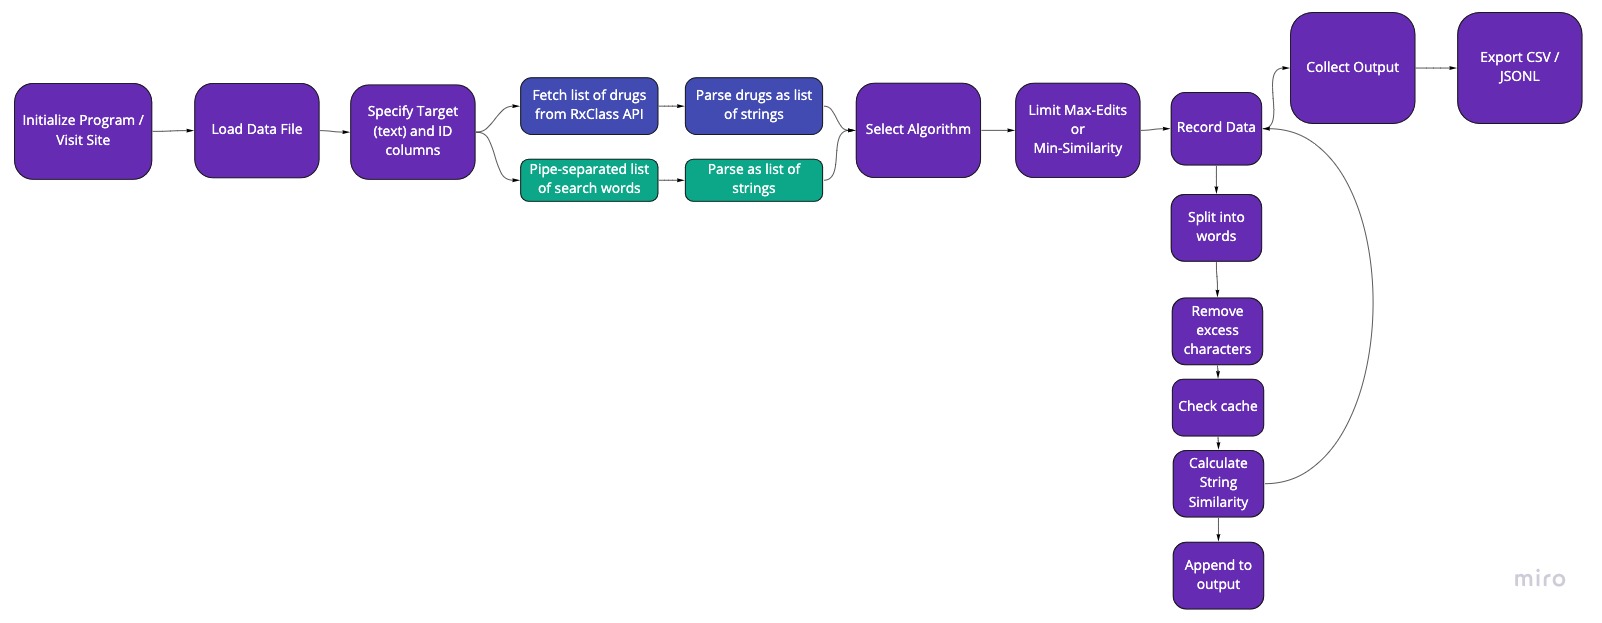 Initialize Program /
Visit Site
Load Data File
Specify Target
(text) and ID
columns
Fetch list of drugs
from RxClass API
Parse drugs as list
of strings
Pipe-separated list
of search words
Parse as list of
strings
Select Algorithm
Limit Max-Edits
or
Min-Similarity
Record Data
Collect Output
Export CSV /
JSONL
Split into
words
Remove
excess
characters
Check cache
Calculate
String
Similarity
Append to
output
miro